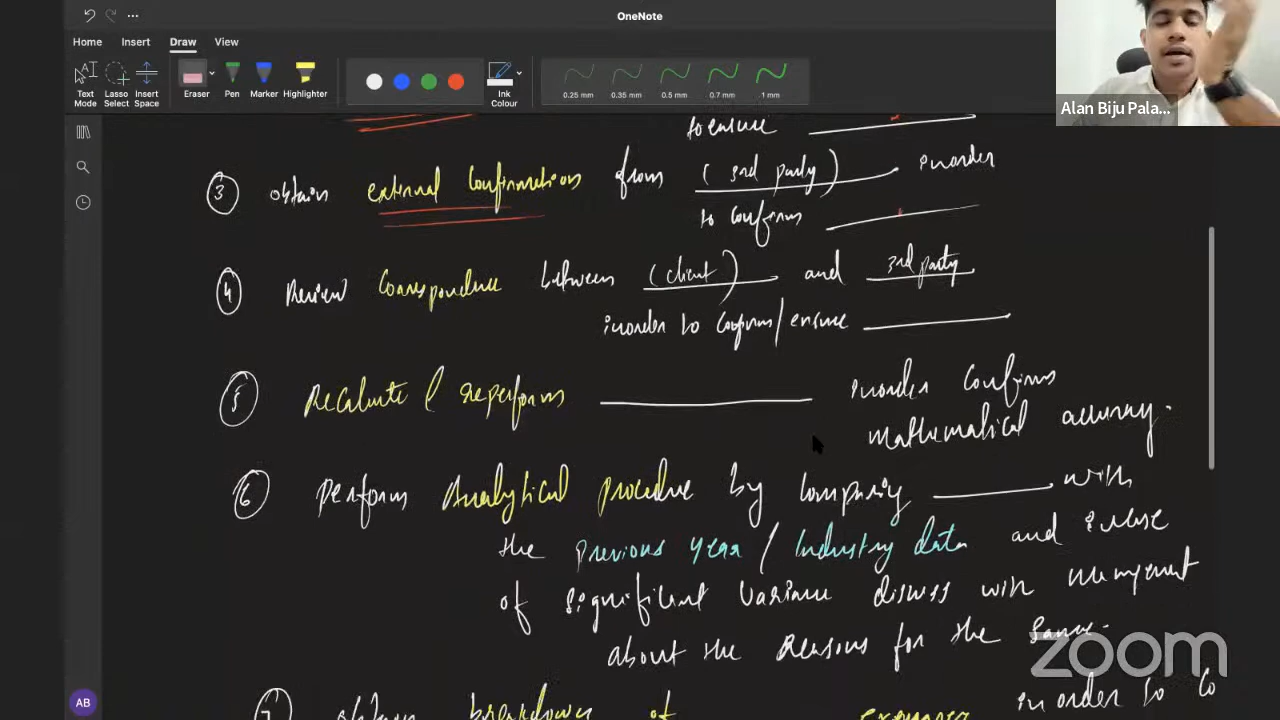 OneNote
Home Insert Draw View
Text Mode
Lasso Select
Insert Space
Eraser
Pen
Marker
Highlighter
Ink Colour
0.25 mm 0.35 mm 0.5 mm 0.7 mm 1 mm
Alan Biju Pala...
to ensure
③ obtain external confirmations from (3rd party) inorder
to confirm
④ Review Correspondence between (client) and 3rd party
inorder to confirm/ensure
⑤ Recalculate & reperform inorder confirm
mathematical accuracy.
⑥ perform Analytical procedure by comparing with
the previous year / Industry data and incase
of significant variance discuss with management
about the reasons for the same.
⑦ obtain breakdown of expenses in order to co
zoom
AB